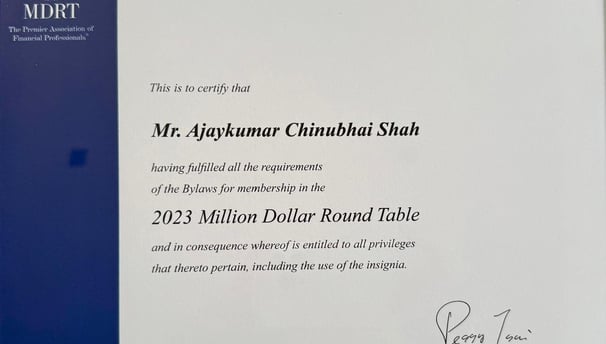 MDRT
The Premier Association of
Financial Professionals®
This is to certify that
Mr. Ajaykumar Chinubhai Shah
having fulfilled all the requirements
of the Bylaws for membership in the
2023 Million Dollar Round Table
and in consequence whereof is entitled to all privileges
that thereto pertain, including the use of the insignia.
Peggy Tsai